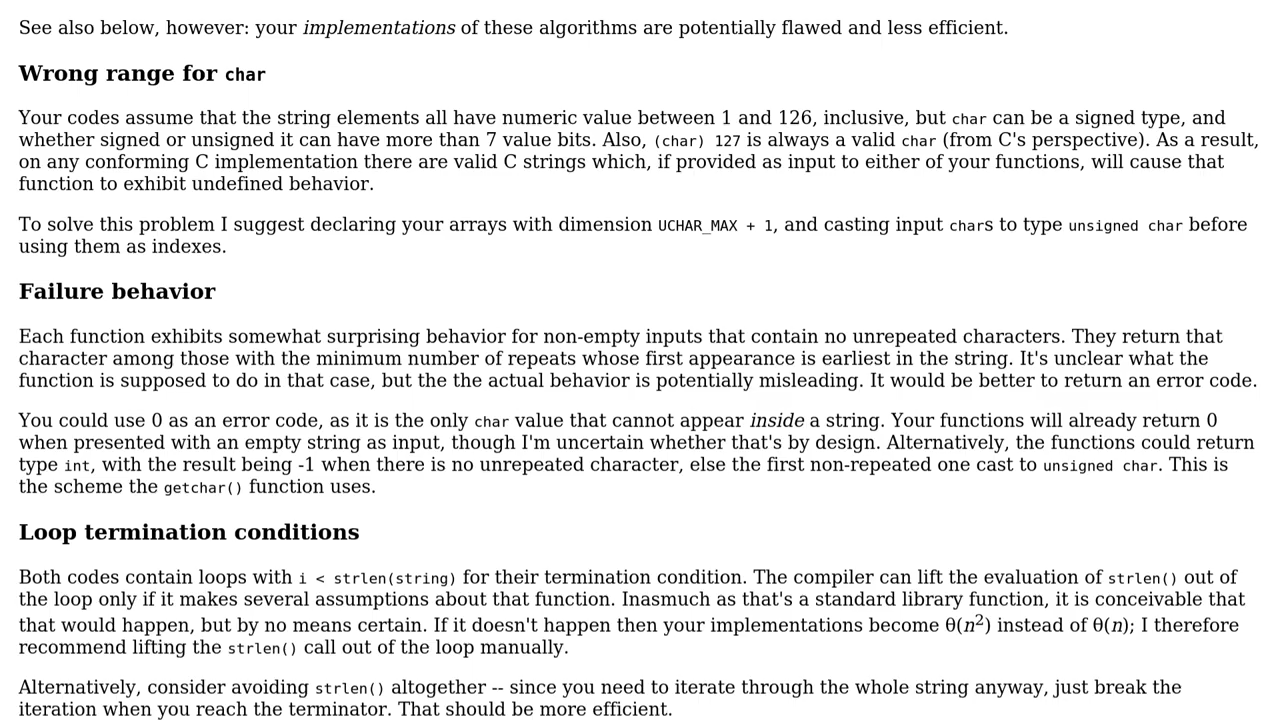 See also below, however: your implementations of these algorithms are potentially flawed and less efficient.
Wrong range for char
Your codes assume that the string elements all have numeric value between 1 and 126, inclusive, but char can be a signed type, and
whether signed or unsigned it can have more than 7 value bits. Also, (char) 127 is always a valid char (from C's perspective). As a result,
on any conforming C implementation there are valid C strings which, if provided as input to either of your functions, will cause that
function to exhibit undefined behavior.
To solve this problem I suggest declaring your arrays with dimension UCHAR_MAX + 1, and casting input chars to type unsigned char before
using them as indexes.
Failure behavior
Each function exhibits somewhat surprising behavior for non-empty inputs that contain no unrepeated characters. They return that
character among those with the minimum number of repeats whose first appearance is earliest in the string. It's unclear what the
function is supposed to do in that case, but the the actual behavior is potentially misleading. It would be better to return an error code.
You could use 0 as an error code, as it is the only char value that cannot appear inside a string. Your functions will already return 0
when presented with an empty string as input, though I'm uncertain whether that's by design. Alternatively, the functions could return
type int, with the result being -1 when there is no unrepeated character, else the first non-repeated one cast to unsigned char. This is
the scheme the getchar() function uses.
Loop termination conditions
Both codes contain loops with i < strlen(string) for their termination condition. The compiler can lift the evaluation of strlen() out of
the loop only if it makes several assumptions about that function. Inasmuch as that's a standard library function, it is conceivable that
that would happen, but by no means certain. If it doesn't happen then your implementations become θ(n²) instead of θ(n); I therefore
recommend lifting the strlen() call out of the loop manually.
Alternatively, consider avoiding strlen() altogether -- since you need to iterate through the whole string anyway, just break the
iteration when you reach the terminator. That should be more efficient.